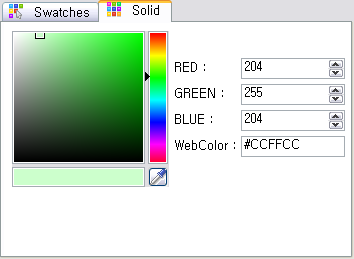 Swatches Solid
RED : 204
GREEN : 255
BLUE : 204
WebColor : #CCFFCC